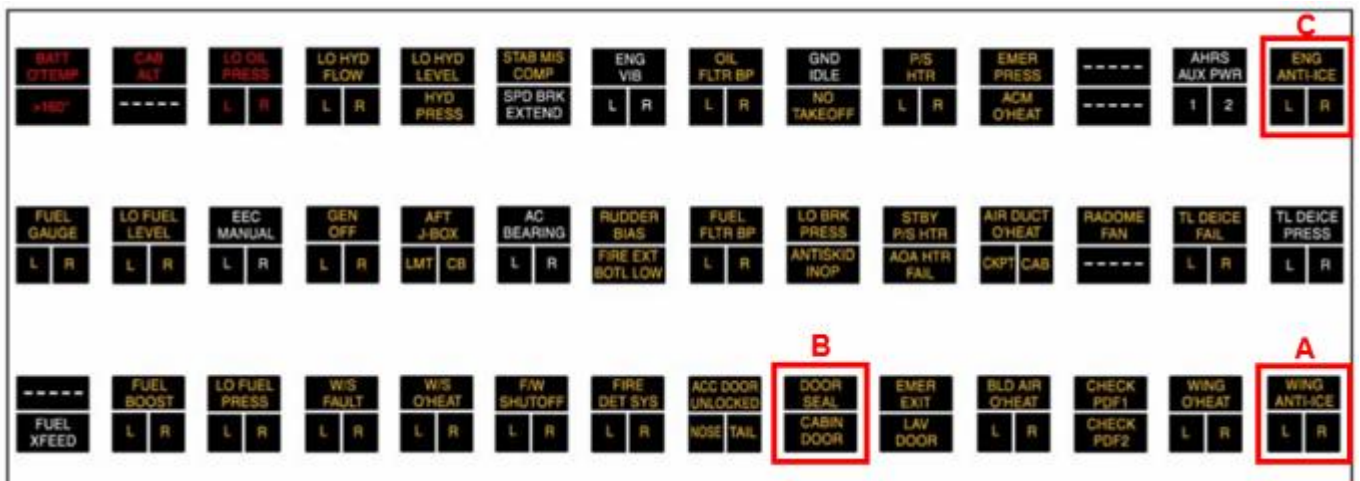 C
BATT O'TEMP CAB ALT LO OIL PRESS LO HYD FLOW LO HYD LEVEL STAB MIS COMP ENG VIB OIL FLTR BP GND IDLE P/S HTR EMER PRESS ----- AHRS AUX PWR ENG ANTI-ICE
>160° ----- L R L R HYD PRESS SPD BRK EXTEND L R L R NO TAKEOFF L R ACM O'HEAT ----- 1 2 L R
FUEL GAUGE LO FUEL LEVEL EEC MANUAL GEN OFF AFT J-BOX AC BEARING RUDDER BIAS FUEL FLTR BP LO BRK PRESS STBY P/S HTR AIR DUCT O'HEAT RADOME FAN TL DEICE FAIL TL DEICE PRESS
L R L R L R L R LMT CB L R FIRE EXT BOTL LOW L R ANTISKID INOP AOA HTR FAIL CKPT CAB ----- L R L R
B A
----- FUEL BOOST LO FUEL PRESS W/S FAULT W/S O'HEAT F/W SHUTOFF FIRE DET SYS ACC DOOR UNLOCKED DOOR SEAL EMER EXIT BLD AIR O'HEAT CHECK PDF1 WING O'HEAT WING ANTI-ICE
FUEL XFEED L R L R L R L R L R L R NOSE TAIL CABIN DOOR LAV DOOR L R CHECK PDF2 L R L R